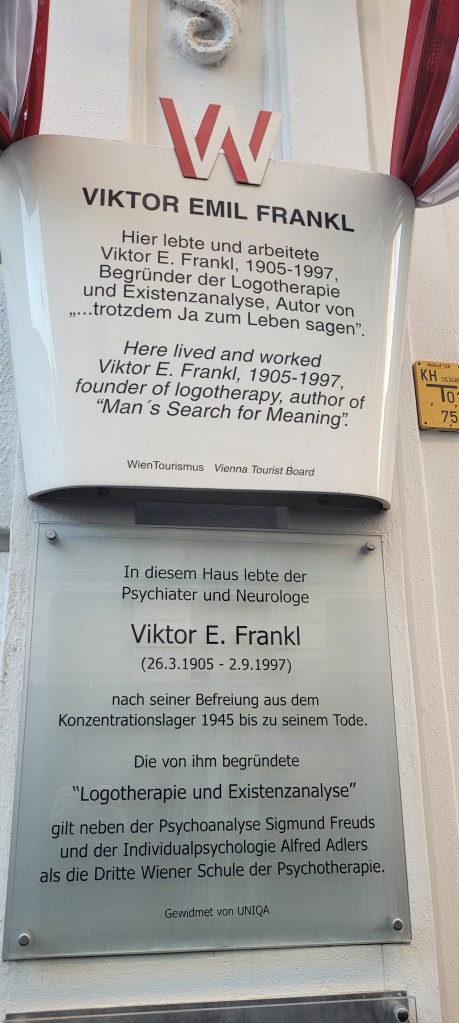 W
VIKTOR EMIL FRANKL
Hier lebte und arbeitete
Viktor E. Frankl, 1905-1997,
Begründer der Logotherapie
und Existenzanalyse, Autor von
„...trotzdem Ja zum Leben sagen”.
Here lived and worked
Viktor E. Frankl, 1905-1997,
founder of logotherapy, author of
“Man´s Search for Meaning”.
WienTourismus Vienna Tourist Board
KH
T0
75
In diesem Haus lebte der
Psychiater und Neurologe
Viktor E. Frankl
(26.3.1905 - 2.9.1997)
nach seiner Befreiung aus dem
Konzentrationslager 1945 bis zu seinem Tode.
Die von ihm begründete
“Logotherapie und Existenzanalyse”
gilt neben der Psychoanalyse Sigmund Freuds
und der Individualpsychologie Alfred Adlers
als die Dritte Wiener Schule der Psychotherapie.
Gewidmet von UNIQA